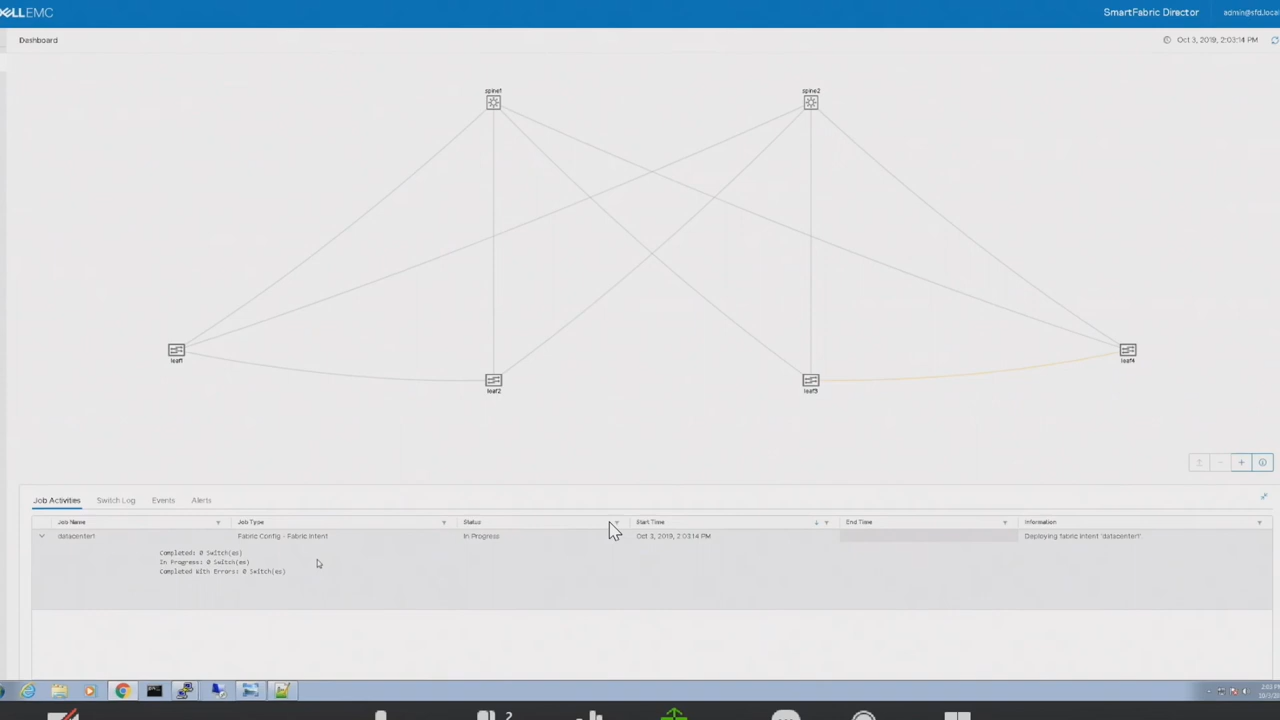 DELLEMC
SmartFabric Director
admin@sfd.local
Dashboard
Oct 3, 2019, 2:03:14 PM
spine1
spine2
leaf1
leaf2
leaf3
leaf4
Job Activities
Switch Log
Events
Alerts
Job Name
Job Type
Status
Start Time
End Time
Information
datacenter1
Fabric Config - Fabric Intent
In Progress
Oct 3, 2019, 2:03:14 PM
Deploying fabric intent 'datacenter1'.
Completed: 0 Switch(es)
In Progress: 0 Switch(es)
Completed With Errors: 0 Switch(es)
2